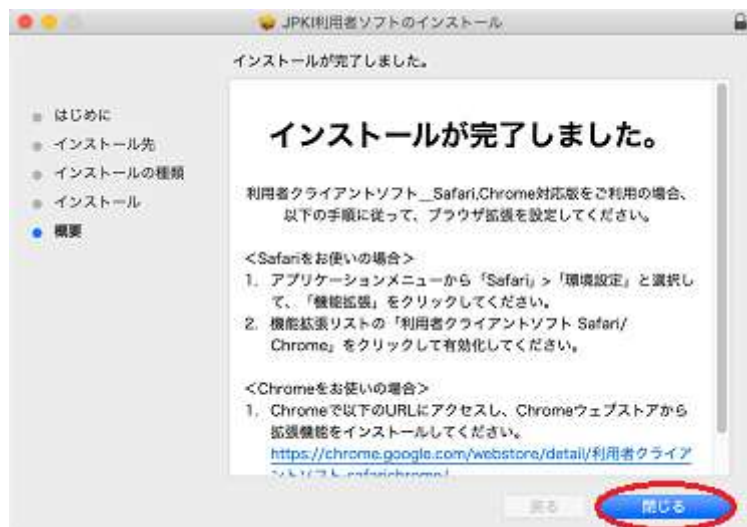 JPKI利用者ソフトのインストール
インストールが完了しました。
はじめに
インストール先
インストールの種類
インストール
概要
インストールが完了しました。
利用者クライアントソフト__Safari,Chrome対応版をご利用の場合、
以下の手順に従って、ブラウザ拡張を設定してください。
<Safariをお使いの場合>
1. アプリケーションメニューから「Safari」>「環境設定」と選択し
て、「機能拡張」をクリックしてください。
2. 機能拡張リストの「利用者クライアントソフト Safari/
Chrome」をクリックして有効化してください。
<Chromeをお使いの場合>
1. Chromeで以下のURLにアクセスし、Chromeウェブストアから
拡張機能をインストールしてください。
https://chrome.google.com/webstore/detail/利用者クライア
ントソフト-safarichrome/
戻る
閉じる